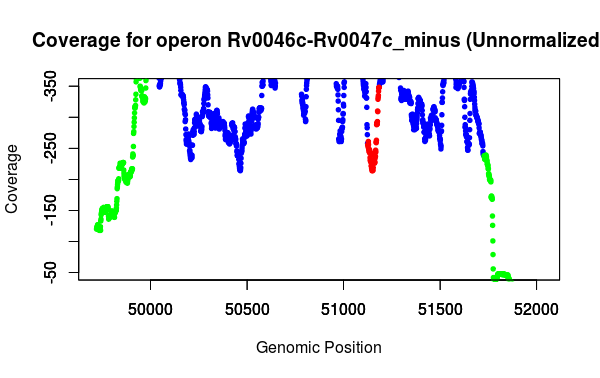 Coverage for operon Rv0046c-Rv0047c_minus (Unnormalized
-350
-250
-150
-50
Coverage
50000 50500 51000 51500 52000
Genomic Position